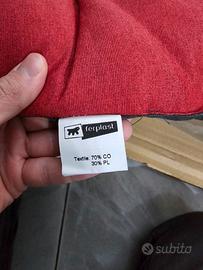 ferplast
Textile. 70% CO
30% PL
subito